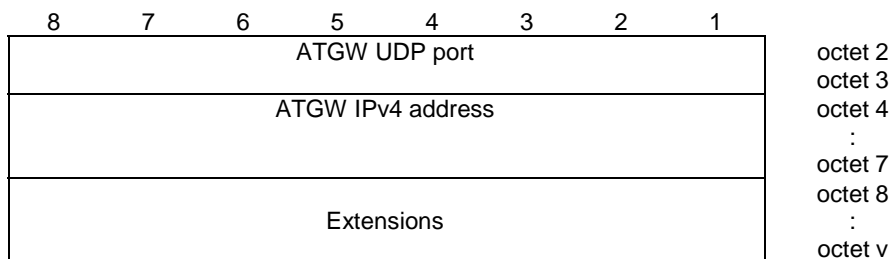 8 7 6 5 4 3 2 1
ATGW UDP port octet 2
octet 3
ATGW IPv4 address octet 4
:
octet 7
octet 8
Extensions :
octet v